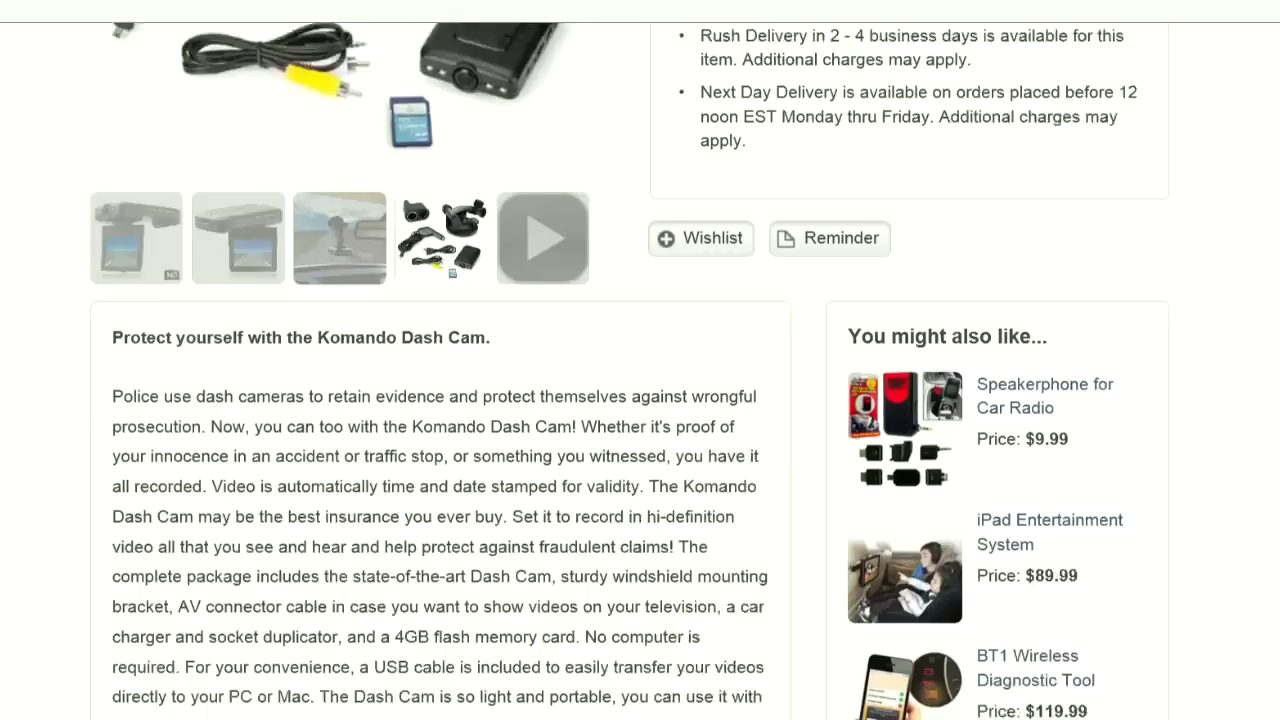 Rush Delivery in 2 - 4 business days is available for this
item. Additional charges may apply.
Next Day Delivery is available on orders placed before 12
noon EST Monday thru Friday. Additional charges may
apply.
HD
Wishlist
Reminder
Protect yourself with the Komando Dash Cam.
Police use dash cameras to retain evidence and protect themselves against wrongful
prosecution. Now, you can too with the Komando Dash Cam! Whether it's proof of
your innocence in an accident or traffic stop, or something you witnessed, you have it
all recorded. Video is automatically time and date stamped for validity. The Komando
Dash Cam may be the best insurance you ever buy. Set it to record in hi-definition
video all that you see and hear and help protect against fraudulent claims! The
complete package includes the state-of-the-art Dash Cam, sturdy windshield mounting
bracket, AV connector cable in case you want to show videos on your television, a car
charger and socket duplicator, and a 4GB flash memory card. No computer is
required. For your convenience, a USB cable is included to easily transfer your videos
directly to your PC or Mac. The Dash Cam is so light and portable, you can use it with
You might also like...
Speakerphone for
Car Radio
Price: $9.99
iPad Entertainment
System
Price: $89.99
BT1 Wireless
Diagnostic Tool
Price: $119.99